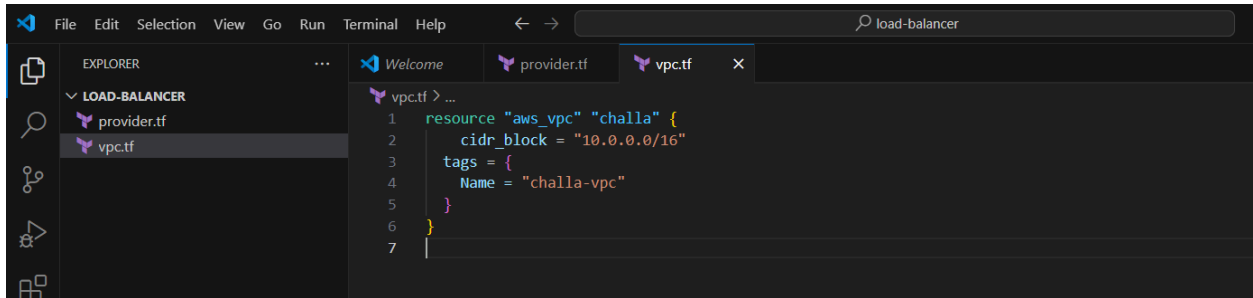 File Edit Selection View Go Run Terminal Help
load-balancer
EXPLORER
Welcome
provider.tf
vpc.tf
LOAD-BALANCER
provider.tf
vpc.tf
vpc.tf > ...
1 resource "aws_vpc" "challa" {
2 cidr_block = "10.0.0.0/16"
3 tags = {
4 Name = "challa-vpc"
5 }
6 }
7